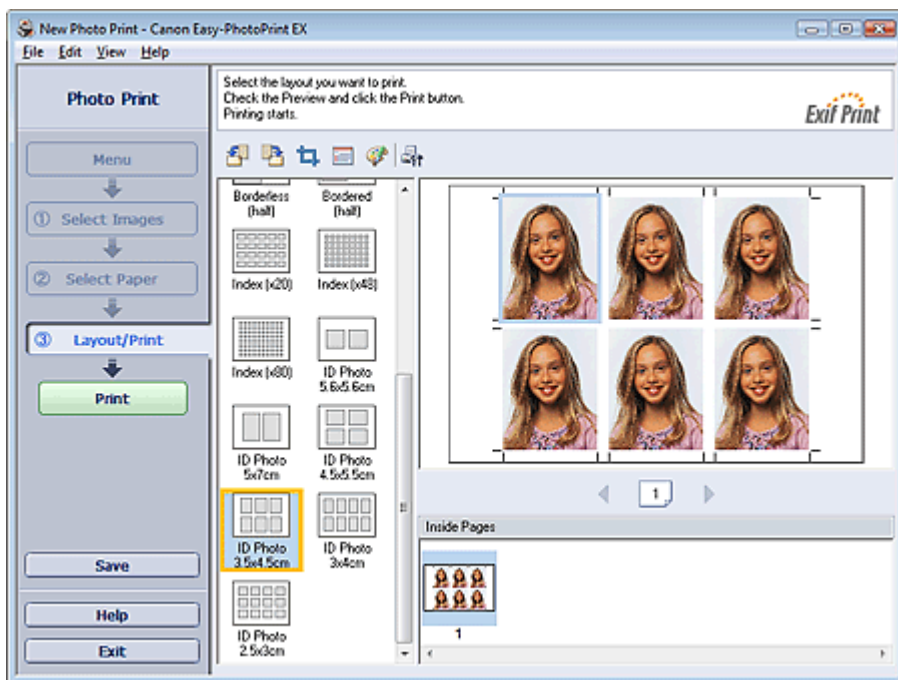 New Photo Print - Canon Easy-PhotoPrint EX
File Edit View Help
Photo Print
Select the layout you want to print.
Check the Preview and click the Print button.
Printing starts.
Exif Print
Menu
① Select Images
② Select Paper
③ Layout/Print
Print
Save
Help
Exit
Borderless
(half)
Bordered
(half)
Index (x20)
Index (x48)
Index (x80)
ID Photo
5.6x5.6cm
ID Photo
5x7cm
ID Photo
4.5x5.5cm
ID Photo
3.5x4.5cm
ID Photo
3x4cm
ID Photo
2.5x3cm
1
Inside Pages
1